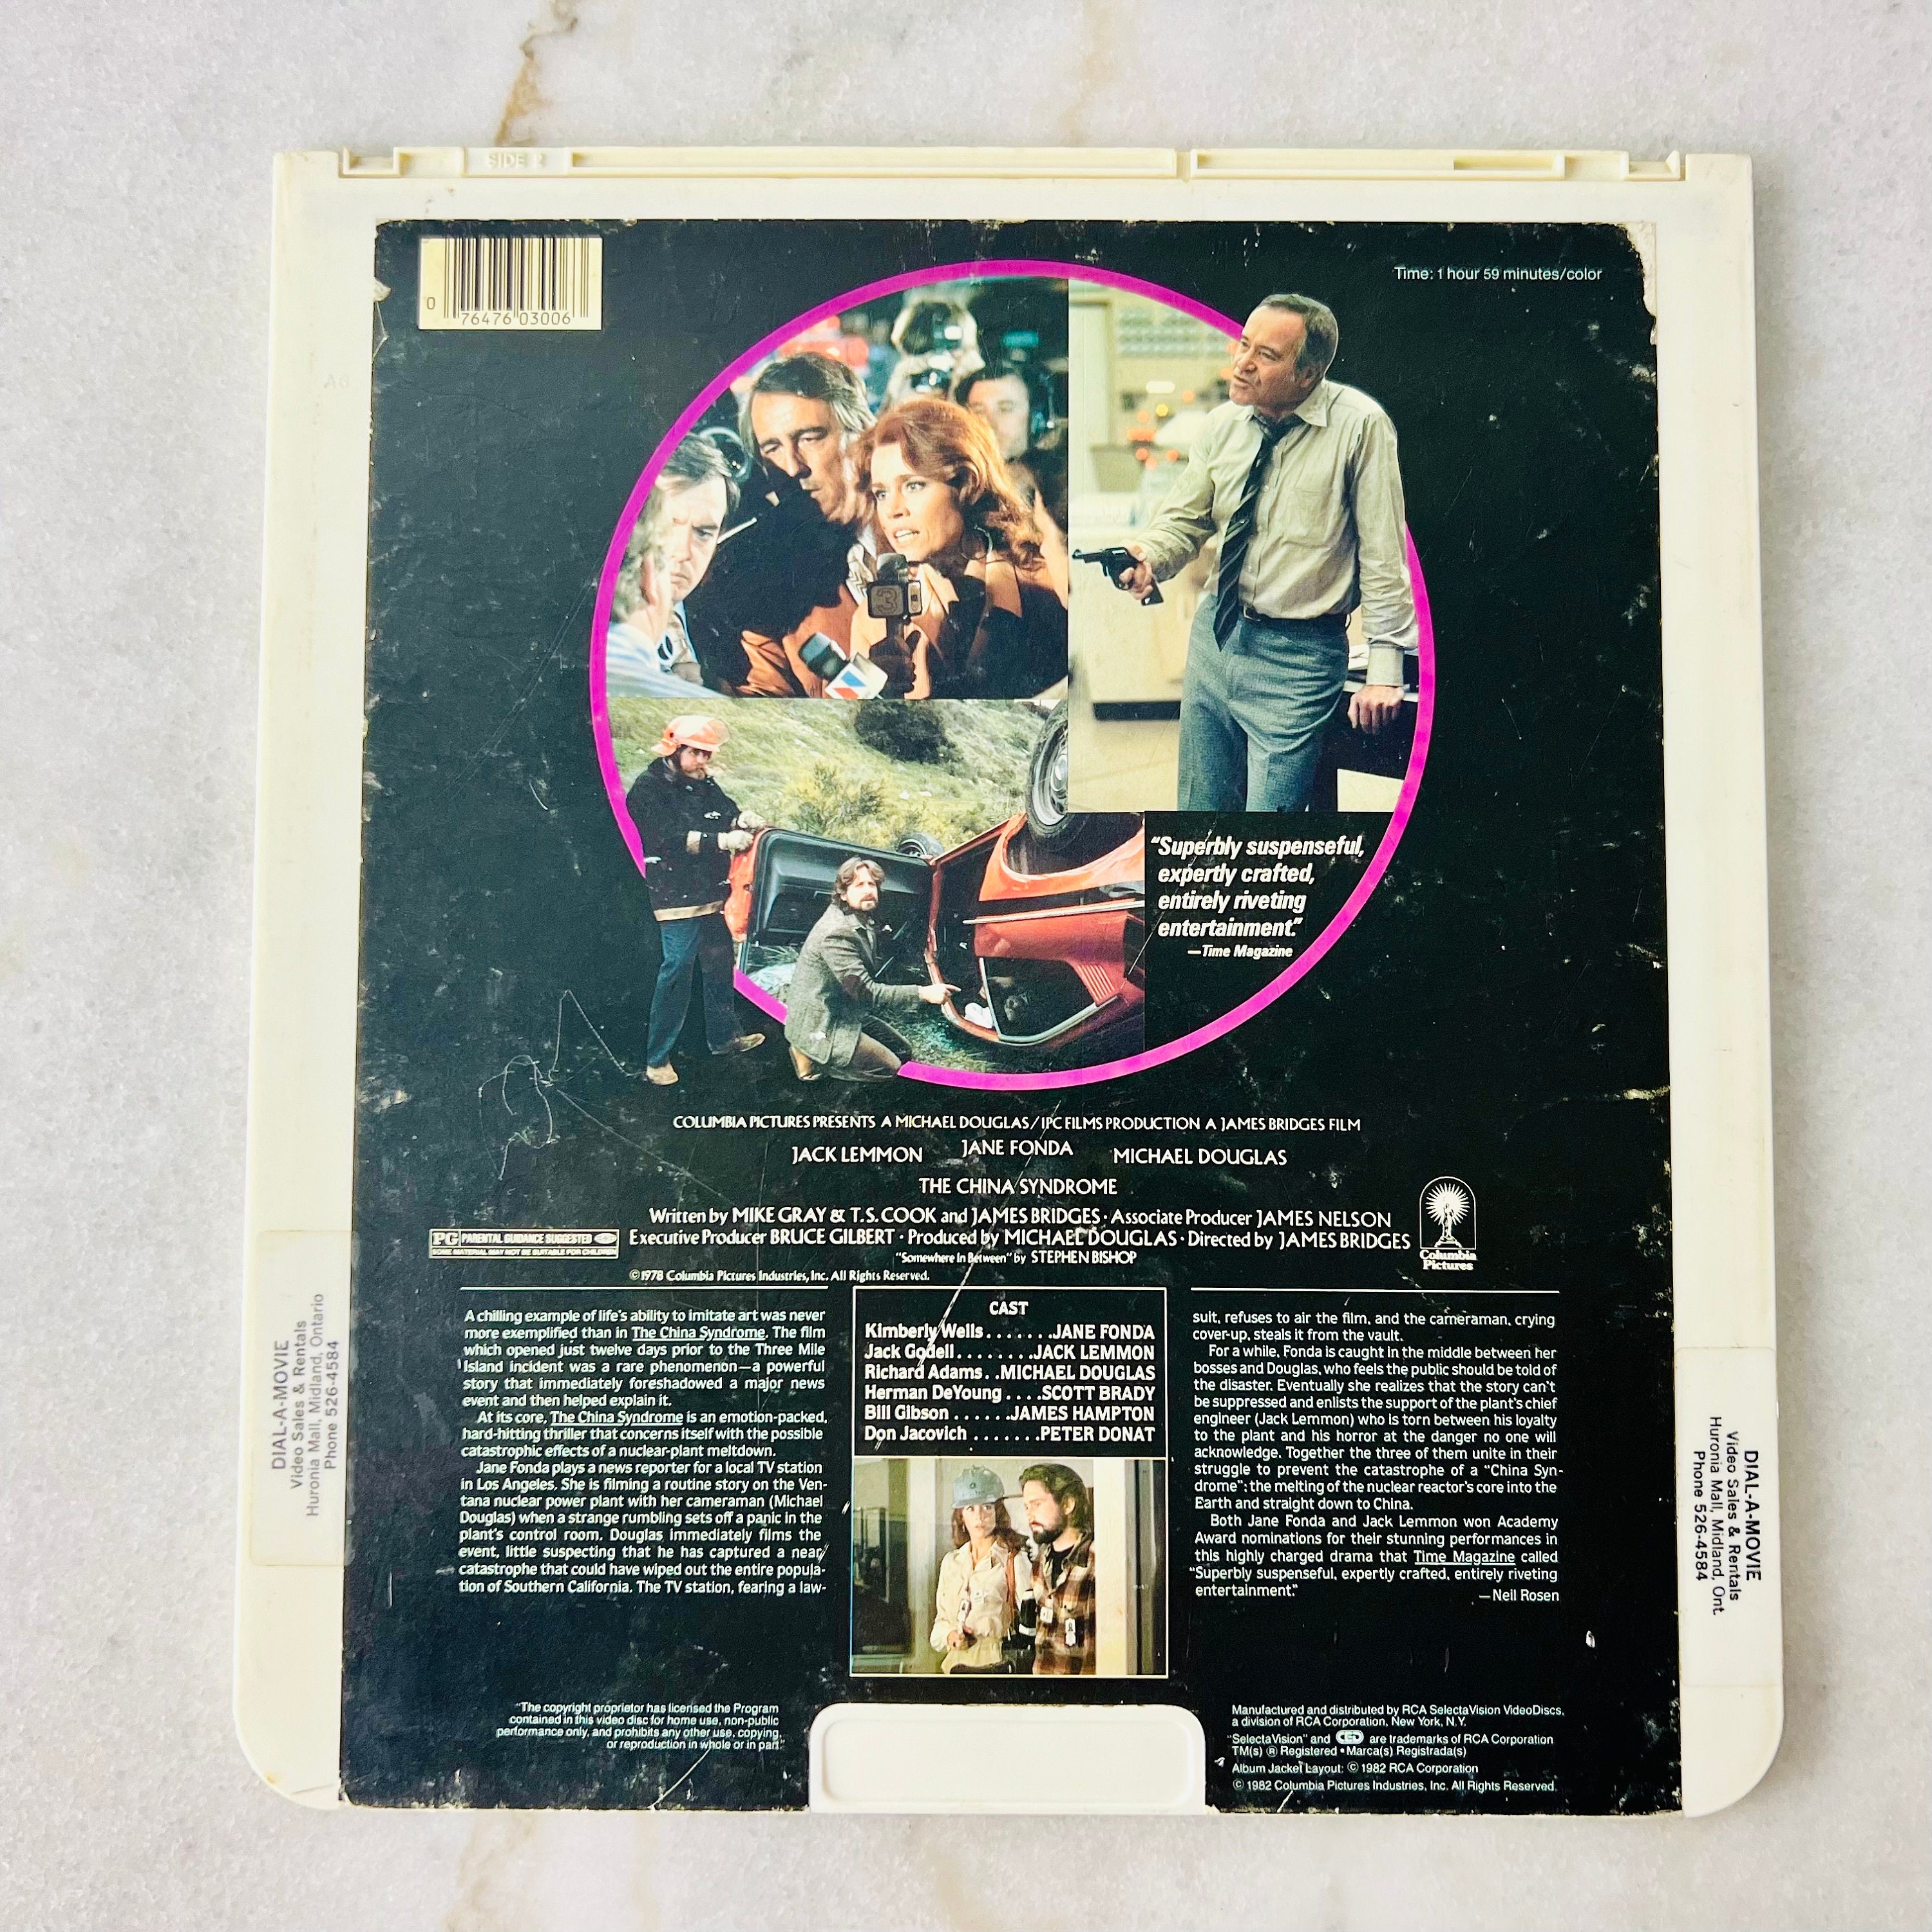 SIDE 2
0 76476 03006
Time: 1 hour 59 minutes/color
3
"Superbly suspenseful,
expertly crafted,
entirely riveting
entertainment."
—Time Magazine
COLUMBIA PICTURES PRESENTS A MICHAEL DOUGLAS/IPC FILMS PRODUCTION A JAMES BRIDGES FILM
JACK LEMMON JANE FONDA MICHAEL DOUGLAS
THE CHINA SYNDROME
Written by MIKE GRAY & T.S. COOK and JAMES BRIDGES · Associate Producer JAMES NELSON
Executive Producer BRUCE GILBERT · Produced by MICHAEL DOUGLAS · Directed by JAMES BRIDGES
"Somewhere In Between" by STEPHEN BISHOP
©1978 Columbia Pictures Industries, Inc. All Rights Reserved.
PG PARENTAL GUIDANCE SUGGESTED
SOME MATERIAL MAY NOT BE SUITABLE FOR CHILDREN
Columbia
Pictures
A chilling example of life's ability to imitate art was never
more exemplified than in The China Syndrome. The film
which opened just twelve days prior to the Three Mile
Island incident was a rare phenomenon—a powerful
story that immediately foreshadowed a major news
event and then helped explain it.
At its core, The China Syndrome is an emotion-packed,
hard-hitting thriller that concerns itself with the possible
catastrophic effects of a nuclear-plant meltdown.
Jane Fonda plays a news reporter for a local TV station
in Los Angeles. She is filming a routine story on the Ven-
tana nuclear power plant with her cameraman (Michael
Douglas) when a strange rumbling sets off a panic in the
plant's control room. Douglas immediately films the
event, little suspecting that he has captured a near
catastrophe that could have wiped out the entire popula-
tion of Southern California. The TV station, fearing a law-
CAST
Kimberly Wells.......JANE FONDA
Jack Godell........JACK LEMMON
Richard Adams..MICHAEL DOUGLAS
Herman DeYoung....SCOTT BRADY
Bill Gibson......JAMES HAMPTON
Don Jacovich.......PETER DONAT
suit, refuses to air the film, and the cameraman, crying
cover-up, steals it from the vault.
For a while, Fonda is caught in the middle between her
bosses and Douglas, who feels the public should be told of
the disaster. Eventually she realizes that the story can't
be suppressed and enlists the support of the plant's chief
engineer (Jack Lemmon) who is torn between his loyalty
to the plant and his horror at the danger no one will
acknowledge. Together the three of them unite in their
struggle to prevent the catastrophe of a "China Syn-
drome"; the melting of the nuclear reactor's core into the
Earth and straight down to China.
Both Jane Fonda and Jack Lemmon won Academy
Award nominations for their stunning performances in
this highly charged drama that Time Magazine called
"Superbly suspenseful, expertly crafted, entirely riveting
entertainment."
—Neil Rosen
"The copyright proprietor has licensed the Program
contained in this video disc for home use, non-public
performance only, and prohibits any other use, copying,
or reproduction in whole or in part."
Manufactured and distributed by RCA SelectaVision VideoDiscs,
a division of RCA Corporation, New York, N.Y.
"SelectaVision" and CED are trademarks of RCA Corporation
TM(s) ® Registered • Marca(s) Registrada(s)
Album Jacket Layout: © 1982 RCA Corporation
© 1982 Columbia Pictures Industries, Inc. All Rights Reserved.
DIAL-A-MOVIE
Video Sales & Rentals
Huronia Mall, Midland, Ontario
Phone 526-4584
DIAL-A-MOVIE
Video Sales & Rentals
Huronia Mall, Midland, Ont.
Phone 526-4584